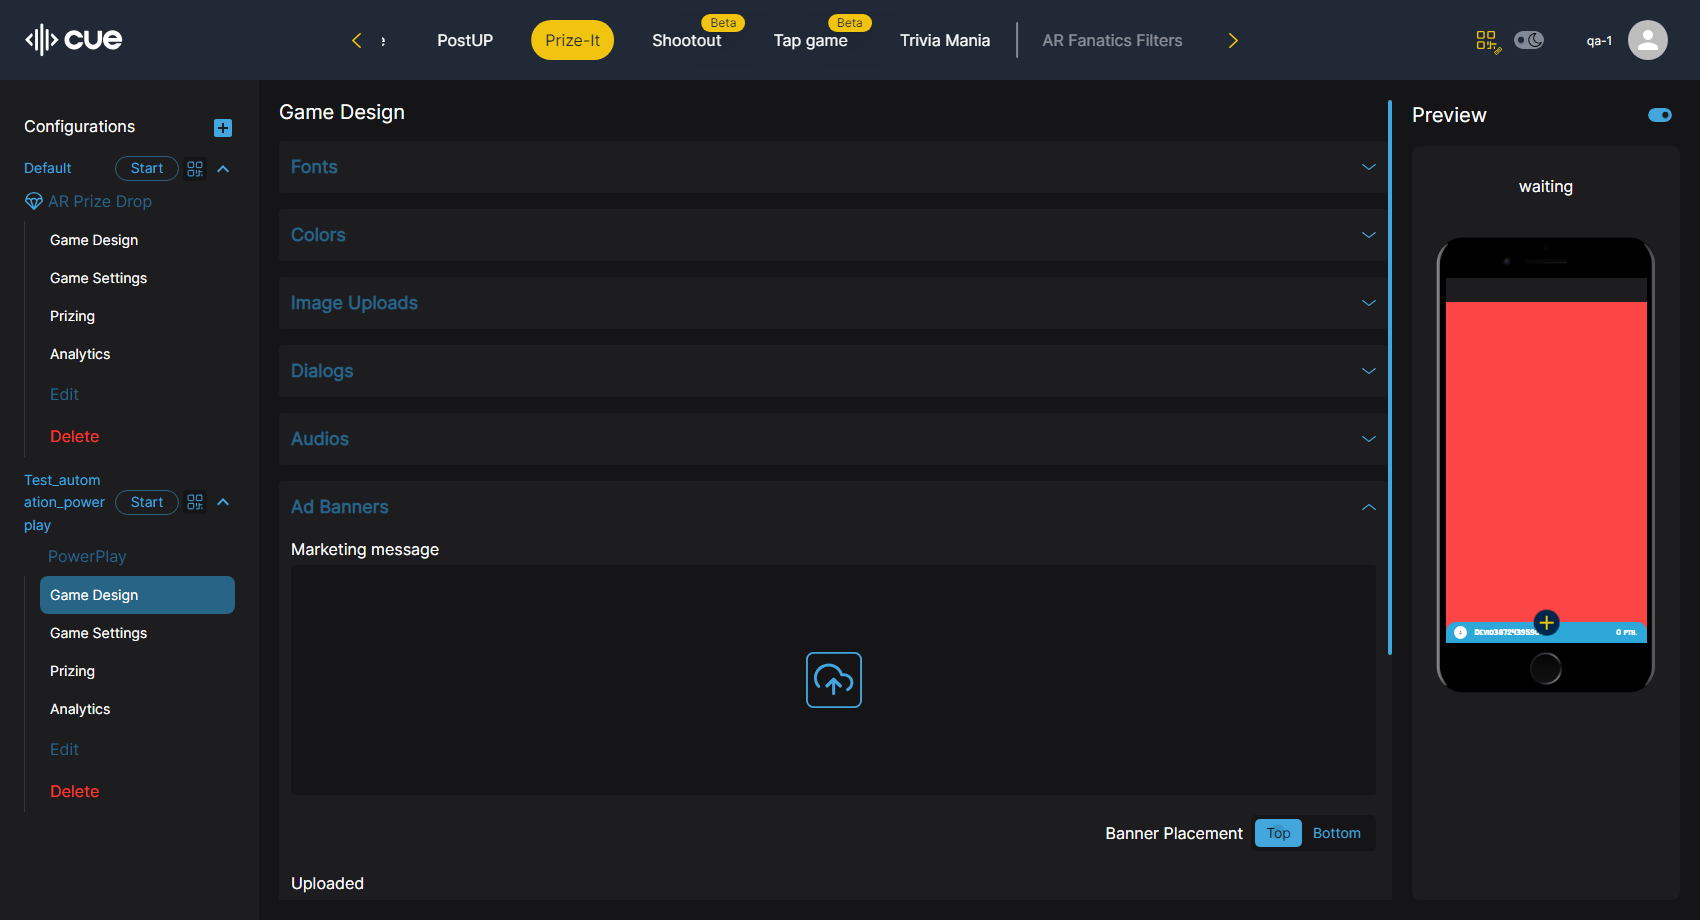 cue
PostUP
Prize-It
Shootout
Beta
Tap game
Beta
Trivia Mania
AR Fanatics Filters
qa-1
Configurations
Default
Start
AR Prize Drop
Game Design
Game Settings
Prizing
Analytics
Edit
Delete
Test_autom
ation_power
play
Start
PowerPlay
Game Design
Game Settings
Prizing
Analytics
Edit
Delete
Game Design
Fonts
Colors
Image Uploads
Dialogs
Audios
Ad Banners
Marketing message
Banner Placement
Top
Bottom
Uploaded
Preview
waiting
0 PTS.